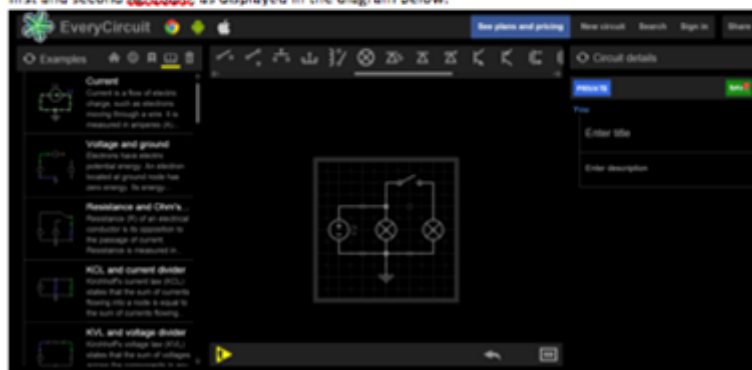 first and second as displayed in the diagram below.
EveryCircuit
See plans and pricing
New circuit
Search
Sign in
Share
Examples
Circuit details
PRIVATE
You
Enter title
Enter description
Current
Current is a flow of electric
charge, such as electrons
moving through a wire. It is
measured in amperes (A)...
Voltage and ground
Electrons have electric
potential energy. An electron
located at ground node has
zero energy. Its energy...
Resistance and Ohm's...
Resistance (R) of an electrical
conductor is its opposition to
the passage of current.
Resistance is measured in...
KCL and current divider
Kirchhoff's current law (KCL)
states that the sum of currents
flowing into a node is equal to
the sum of currents flowing...
KVL and voltage divider
Kirchhoff's voltage law (KVL)
states that the sum of voltages
across the components in any